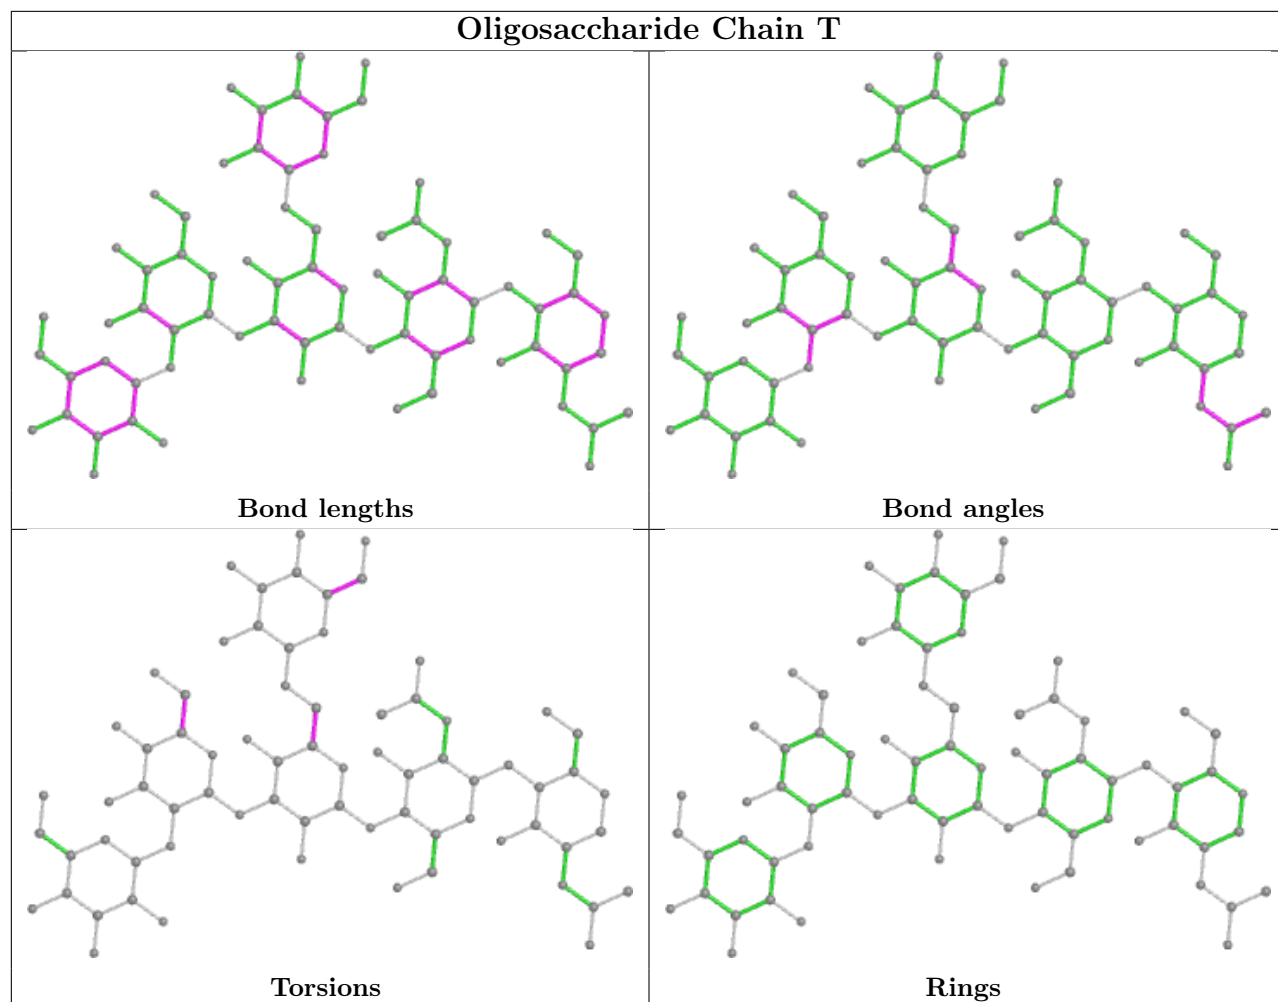 Oligosaccharide Chain T
Bond lengths
Bond angles
Torsions
Rings